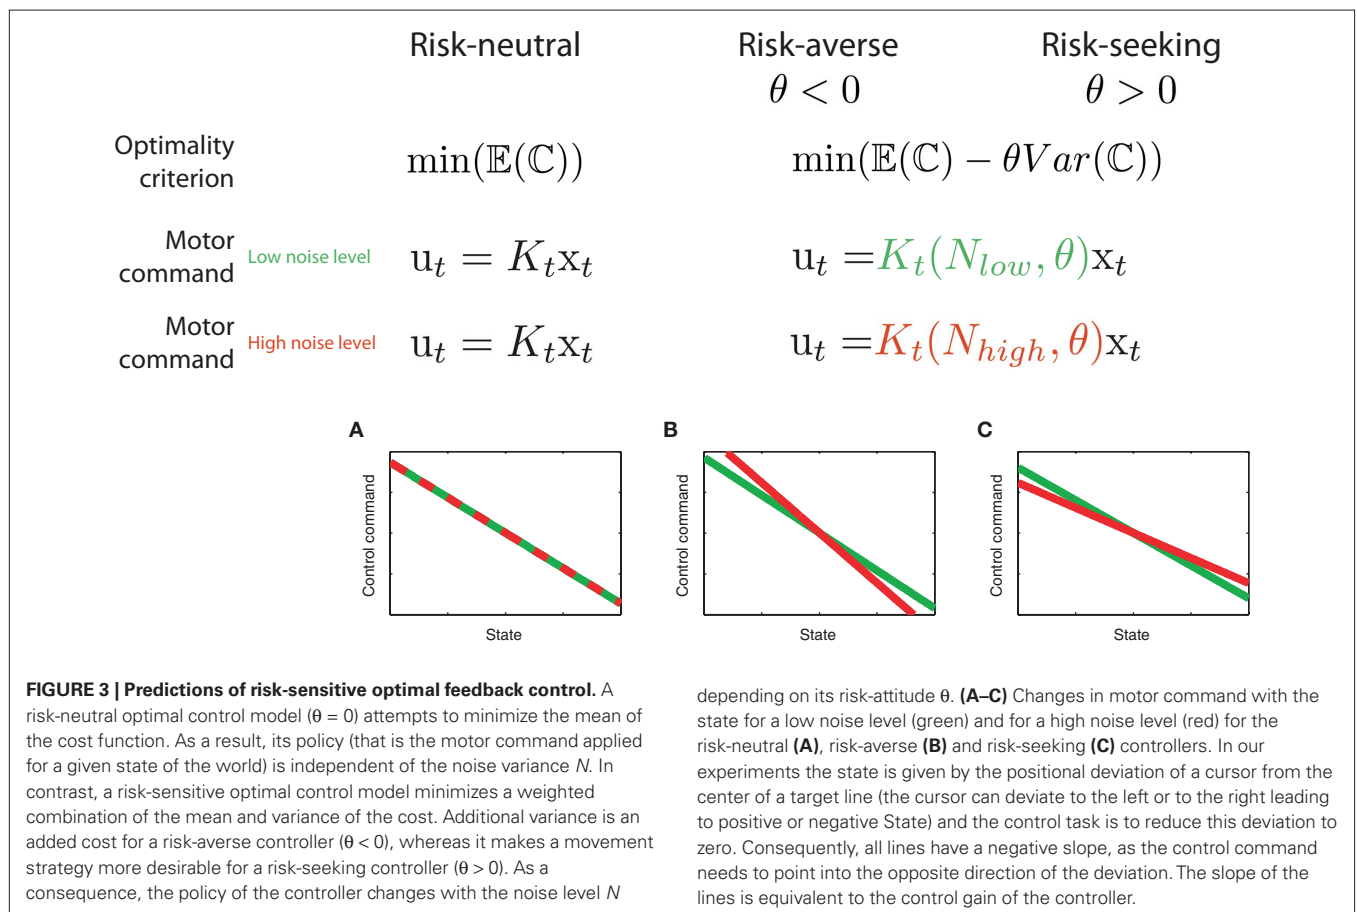 Risk-neutral Risk-averse Risk-seeking
θ < 0 θ > 0
Optimality
criterion
min(𝔼(ℂ)) min(𝔼(ℂ) − θVar(ℂ))
Motor
command
Low noise level
u_t = K_t x_t u_t = K_t(N_low, θ)x_t
Motor
command
High noise level
u_t = K_t x_t u_t = K_t(N_high, θ)x_t
A B C
Control command
State
Control command
State
Control command
State
FIGURE 3 | Predictions of risk-sensitive optimal feedback control. A
risk-neutral optimal control model (θ = 0) attempts to minimize the mean of
the cost function. As a result, its policy (that is the motor command applied
for a given state of the world) is independent of the noise variance N. In
contrast, a risk-sensitive optimal control model minimizes a weighted
combination of the mean and variance of the cost. Additional variance is an
added cost for a risk-averse controller (θ < 0), whereas it makes a movement
strategy more desirable for a risk-seeking controller (θ > 0). As a
consequence, the policy of the controller changes with the noise level N
depending on its risk-attitude θ. (A–C) Changes in motor command with the
state for a low noise level (green) and for a high noise level (red) for the
risk-neutral (A), risk-averse (B) and risk-seeking (C) controllers. In our
experiments the state is given by the positional deviation of a cursor from the
center of a target line (the cursor can deviate to the left or to the right leading
to positive or negative State) and the control task is to reduce this deviation to
zero. Consequently, all lines have a negative slope, as the control command
needs to point into the opposite direction of the deviation. The slope of the
lines is equivalent to the control gain of the controller.